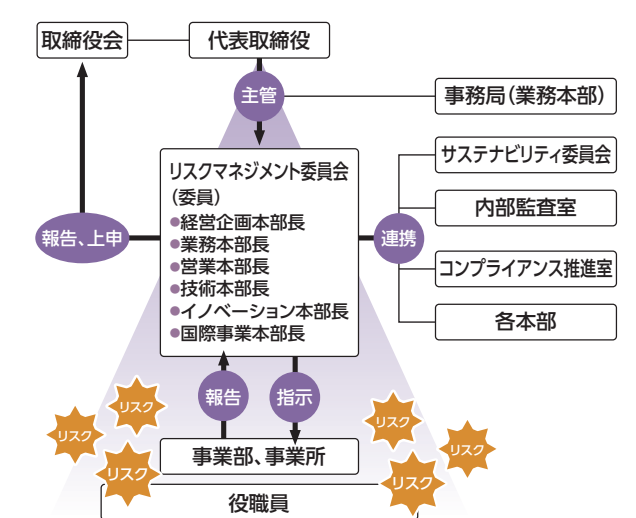 取締役会
代表取締役
主管
事務局（業務本部）
リスクマネジメント委員会
（委員）
●経営企画本部長
●業務本部長
●営業本部長
●技術本部長
●イノベーション本部長
●国際事業本部長
報告、上申
連携
サステナビリティ委員会
内部監査室
コンプライアンス推進室
各本部
報告
指示
リスク
リスク
リスク
リスク
リスク
リスク
事業部、事業所
役職員